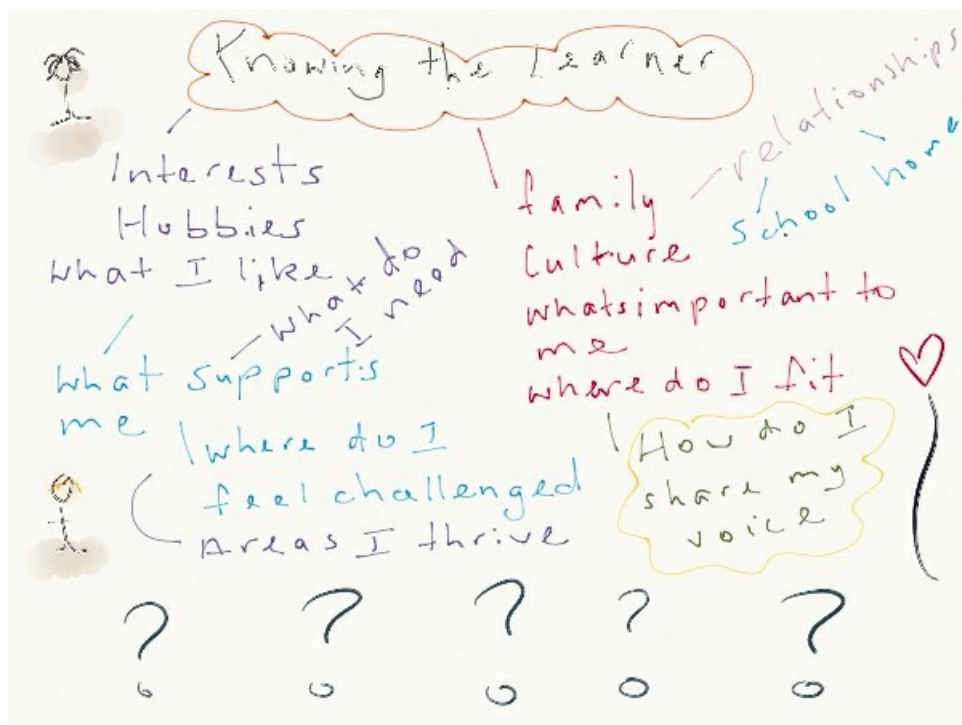 Knowing the Learner
Interests
Hobbies
what I like
what do
I need
what supports
me
where do I
feel challenged
Areas I thrive
family
Culture
whatsimportant to
me
where do I fit
relationships
school home
How do I
share my
voice
? ? ? ? ?